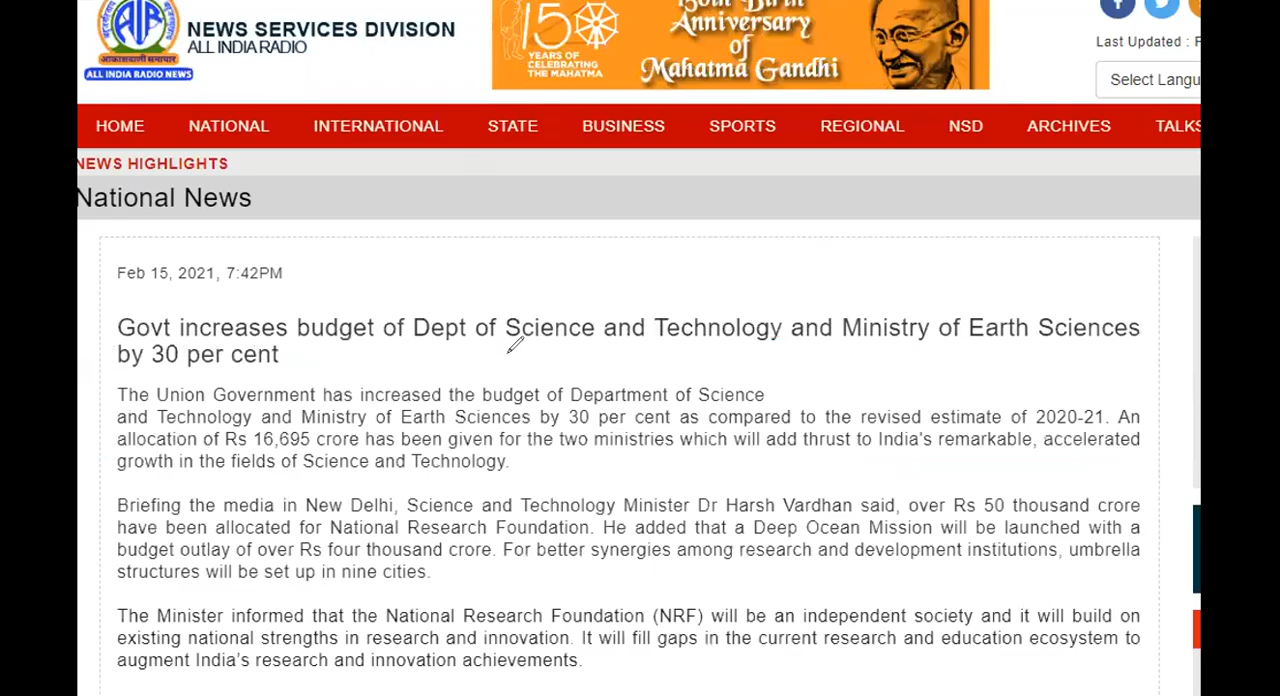 NEWS SERVICES DIVISION
ALL INDIA RADIO
आकाशवाणी समाचार
ALL INDIA RADIO NEWS
15
YEARS OF
CELEBRATING
THE MAHATMA
150th Birth
Anniversary
of
Mahatma Gandhi
Last Updated : F
Select Langu
HOME NATIONAL INTERNATIONAL STATE BUSINESS SPORTS REGIONAL NSD ARCHIVES TALKS
NEWS HIGHLIGHTS
National News
Feb 15, 2021, 7:42PM
Govt increases budget of Dept of Science and Technology and Ministry of Earth Sciences
by 30 per cent
The Union Government has increased the budget of Department of Science
and Technology and Ministry of Earth Sciences by 30 per cent as compared to the revised estimate of 2020-21. An
allocation of Rs 16,695 crore has been given for the two ministries which will add thrust to India's remarkable, accelerated
growth in the fields of Science and Technology.
Briefing the media in New Delhi, Science and Technology Minister Dr Harsh Vardhan said, over Rs 50 thousand crore
have been allocated for National Research Foundation. He added that a Deep Ocean Mission will be launched with a
budget outlay of over Rs four thousand crore. For better synergies among research and development institutions, umbrella
structures will be set up in nine cities.
The Minister informed that the National Research Foundation (NRF) will be an independent society and it will build on
existing national strengths in research and innovation. It will fill gaps in the current research and education ecosystem to
augment India’s research and innovation achievements.